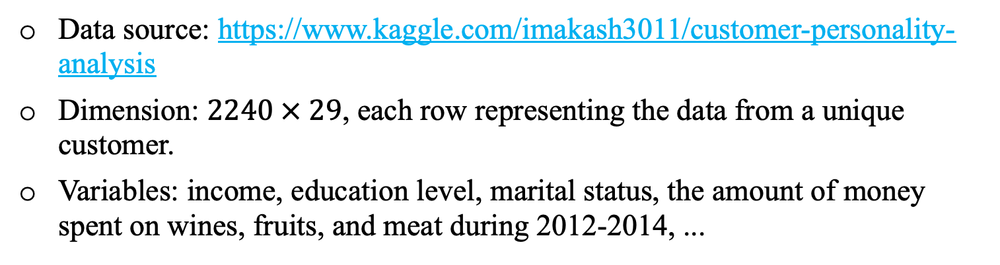 ○ Data source: https://www.kaggle.com/imakash3011/customer-personality-
analysis
○ Dimension: 2240 × 29, each row representing the data from a unique
customer.
○ Variables: income, education level, marital status, the amount of money
spent on wines, fruits, and meat during 2012-2014, ...